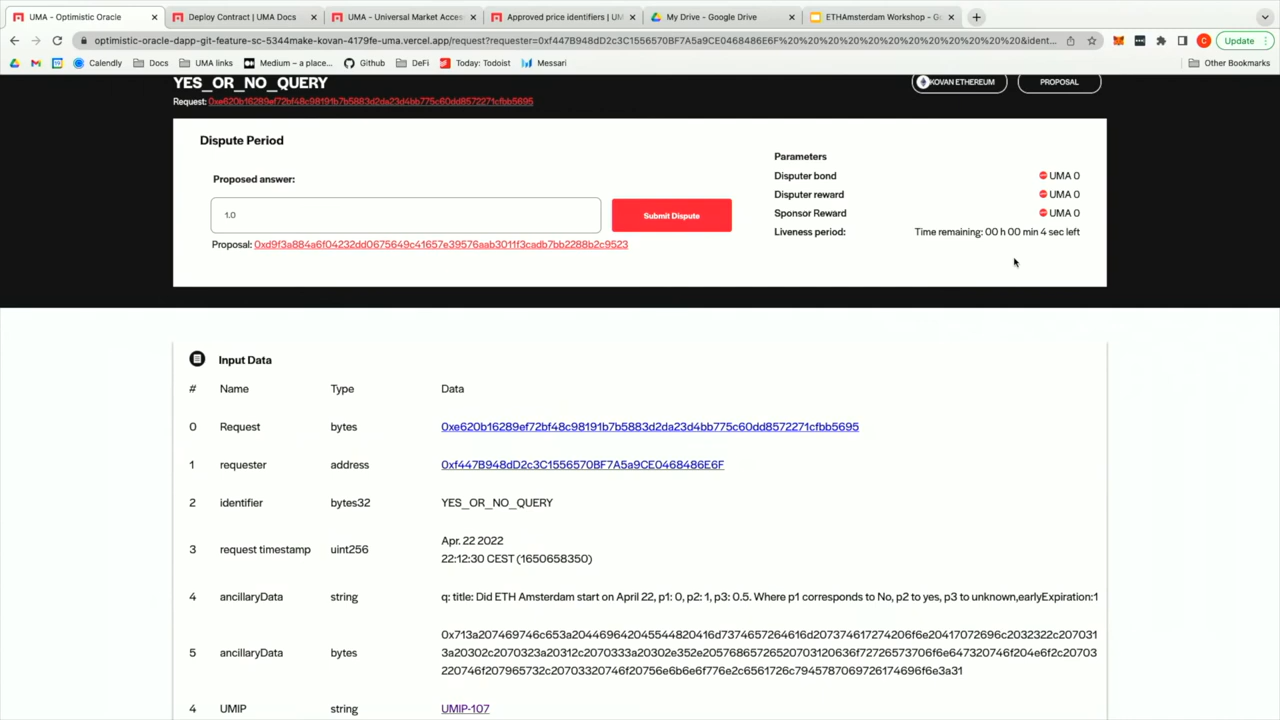 UMA - Optimistic Oracle
Deploy Contract | UMA Docs
UMA - Universal Market Acces
Approved price identifiers | UM
My Drive - Google Drive
ETHAmsterdam Workshop - Go
optimistic-oracle-dapp-git-feature-sc-5344make-kovan-4179fe-uma.vercel.app/request?requester=0xf447B948dD2c3C1556570BF7A5a9CE0468486E6F%20%20%20%20%20%20%20%20%20%20%20%20&ident...
Update
Calendly
Docs
UMA links
Medium – a place...
Github
DeFi
Today: Todoist
Messari
Other Bookmarks
YES_OR_NO_QUERY
KOVAN ETHEREUM
PROPOSAL
Request: 0xe620b16289ef72bf48c98191b7b5883d2da23d4bb775c60dd8572271cfbb5695
Dispute Period
Parameters
Proposed answer:
Disputer bond UMA 0
Disputer reward UMA 0
1.0
Submit Dispute
Sponsor Reward UMA 0
Liveness period: Time remaining: 00 h 00 min 4 sec left
Proposal: 0xd9f3a884a6f04232dd0675649c41657e39576aab3011f3cadb7bb2288b2c9523
Input Data
# Name Type Data
0 Request bytes 0xe620b16289ef72bf48c98191b7b5883d2da23d4bb775c60dd8572271cfbb5695
1 requester address 0xf447B948dD2c3C1556570BF7A5a9CE0468486E6F
2 identifier bytes32 YES_OR_NO_QUERY
3 request timestamp uint256 Apr. 22 2022
22:12:30 CEST (1650658350)
4 ancillaryData string q: title: Did ETH Amsterdam start on April 22, p1: 0, p2: 1, p3: 0.5. Where p1 corresponds to No, p2 to yes, p3 to unknown,earlyExpiration:1
5 ancillaryData bytes 0x713a207469746c653a204469642045544820416d7374657264616d207374617274206f6e20417072696c2032322c2070313
3a20302c2070323a20312c2070333a20302e352e20576865726520703120636f72726573706f6e647320746f204e6f2c20703
220746f207965732c20703320746f20756e6b6e6f776e2c6561726c7945787069726174696f6e3a31
4 UMIP string UMIP-107